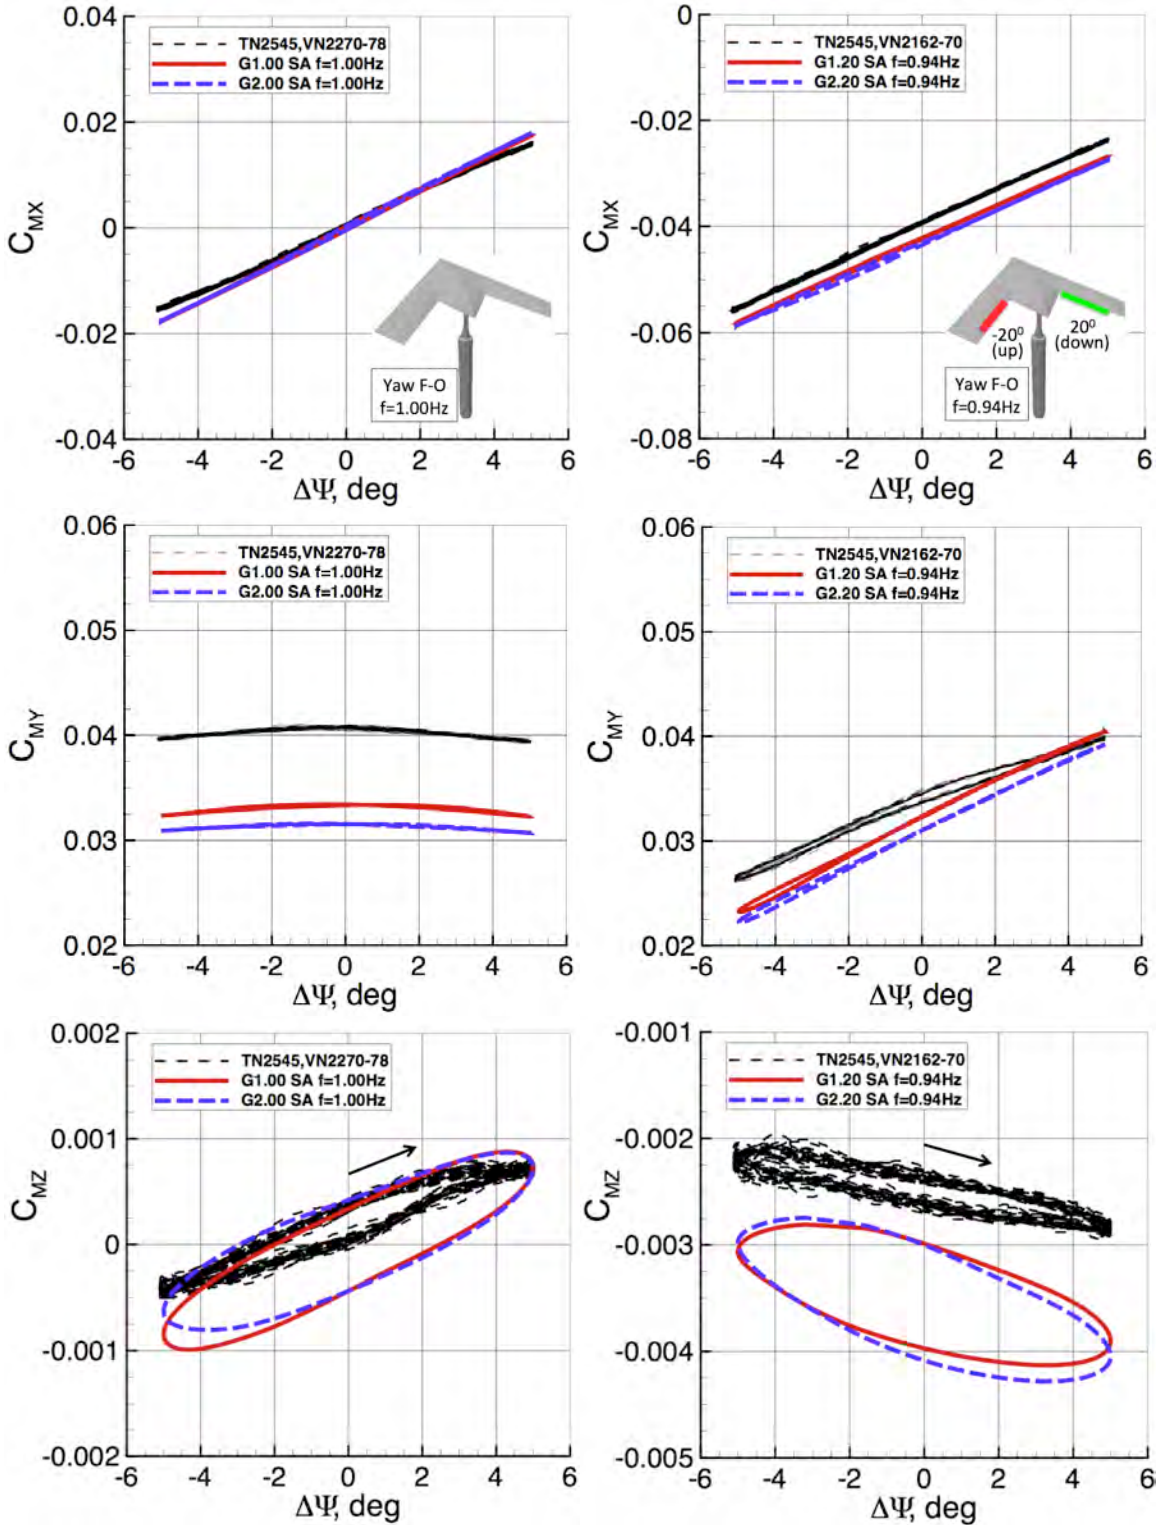 0.04
0.02
0
-0.02
-0.04
C_MX
TN2545,VN2270-78
G1.00 SA f=1.00Hz
G2.00 SA f=1.00Hz
Yaw F-O
f=1.00Hz
-6 -4 -2 0 2 4 6
ΔΨ, deg
0
-0.02
-0.04
-0.06
-0.08
C_MX
TN2545,VN2162-70
G1.20 SA f=0.94Hz
G2.20 SA f=0.94Hz
-20⁰
(up)
20⁰
(down)
Yaw F-O
f=0.94Hz
-6 -4 -2 0 2 4 6
ΔΨ, deg
0.06
0.05
0.04
0.03
0.02
C_MY
TN2545,VN2270-78
G1.00 SA f=1.00Hz
G2.00 SA f=1.00Hz
-6 -4 -2 0 2 4 6
ΔΨ, deg
0.06
0.05
0.04
0.03
0.02
C_MY
TN2545,VN2162-70
G1.20 SA f=0.94Hz
G2.20 SA f=0.94Hz
-6 -4 -2 0 2 4 6
ΔΨ, deg
0.002
0.001
0
-0.001
-0.002
C_MZ
TN2545,VN2270-78
G1.00 SA f=1.00Hz
G2.00 SA f=1.00Hz
-6 -4 -2 0 2 4 6
ΔΨ, deg
-0.001
-0.002
-0.003
-0.004
-0.005
C_MZ
TN2545,VN2162-70
G1.20 SA f=0.94Hz
G2.20 SA f=0.94Hz
-6 -4 -2 0 2 4 6
ΔΨ, deg